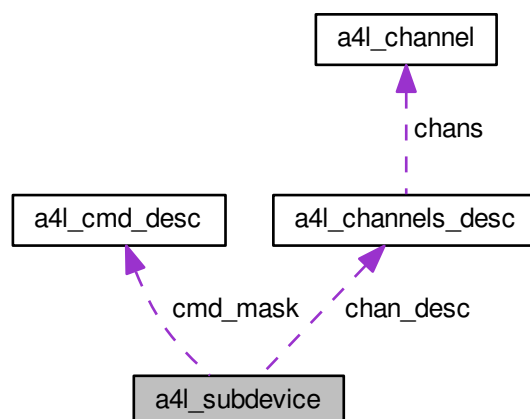 a4l_channel
chans
a4l_cmd_desc
a4l_channels_desc
cmd_mask
chan_desc
a4l_subdevice